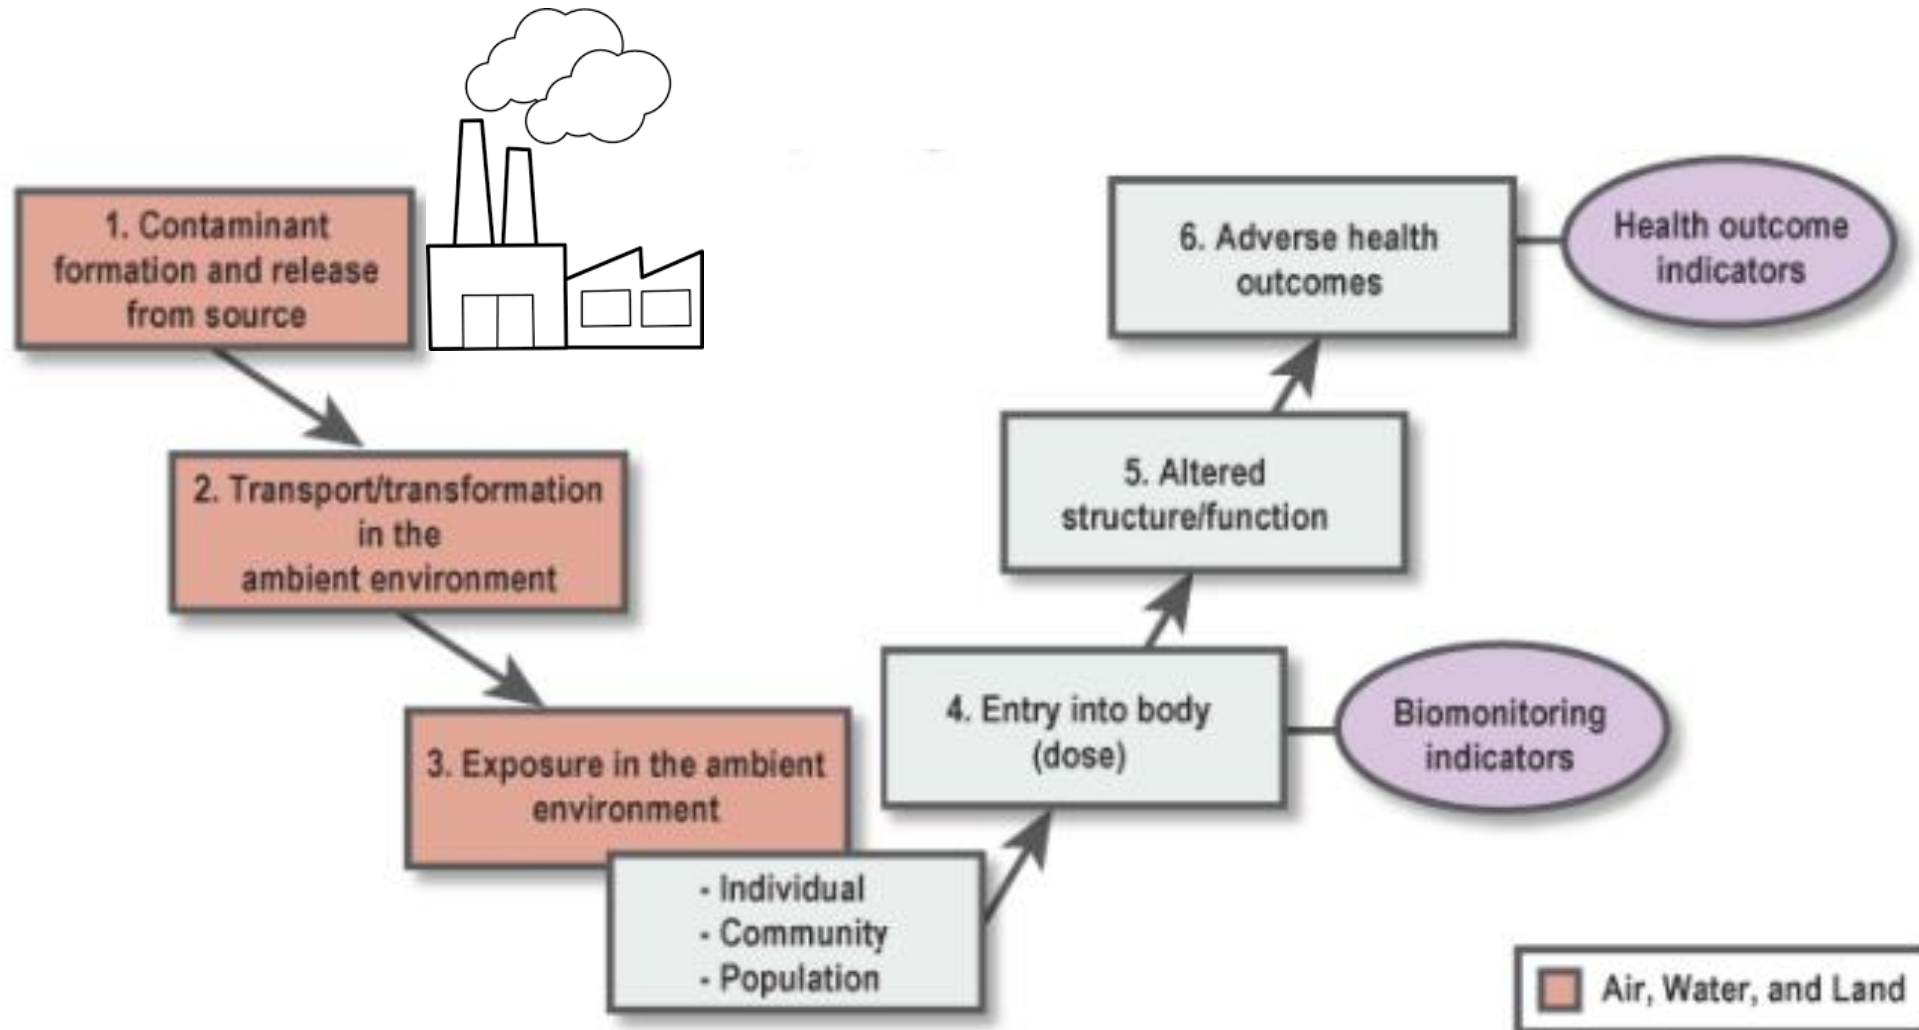 1. Contaminant
formation and release
from source
2. Transport/transformation
in the
ambient environment
3. Exposure in the ambient
environment
- Individual
- Community
- Population
4. Entry into body
(dose)
Biomonitoring
indicators
5. Altered
structure/function
6. Adverse health
outcomes
Health outcome
indicators
Air, Water, and Land